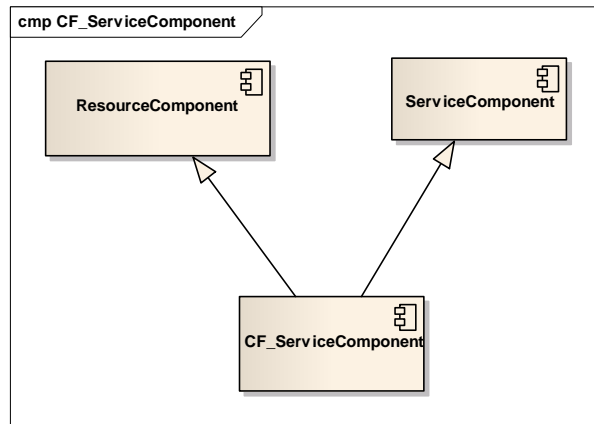 cmp CF_ServiceComponent
ResourceComponent
ServiceComponent
CF_ServiceComponent